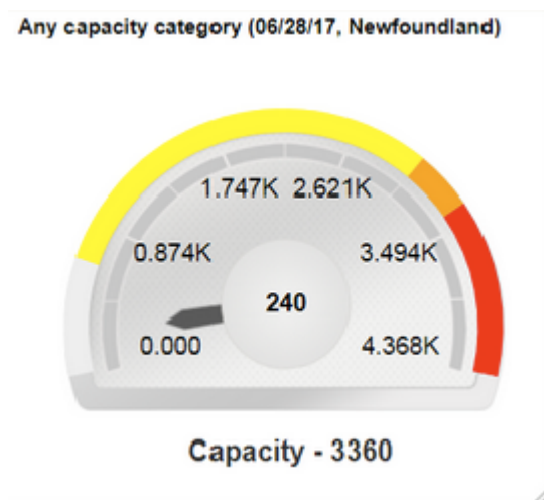 Any capacity category (06/28/17, Newfoundland)
1.747K 2.621K
0.874K 3.494K
240
0.000 4.368K
Capacity - 3360